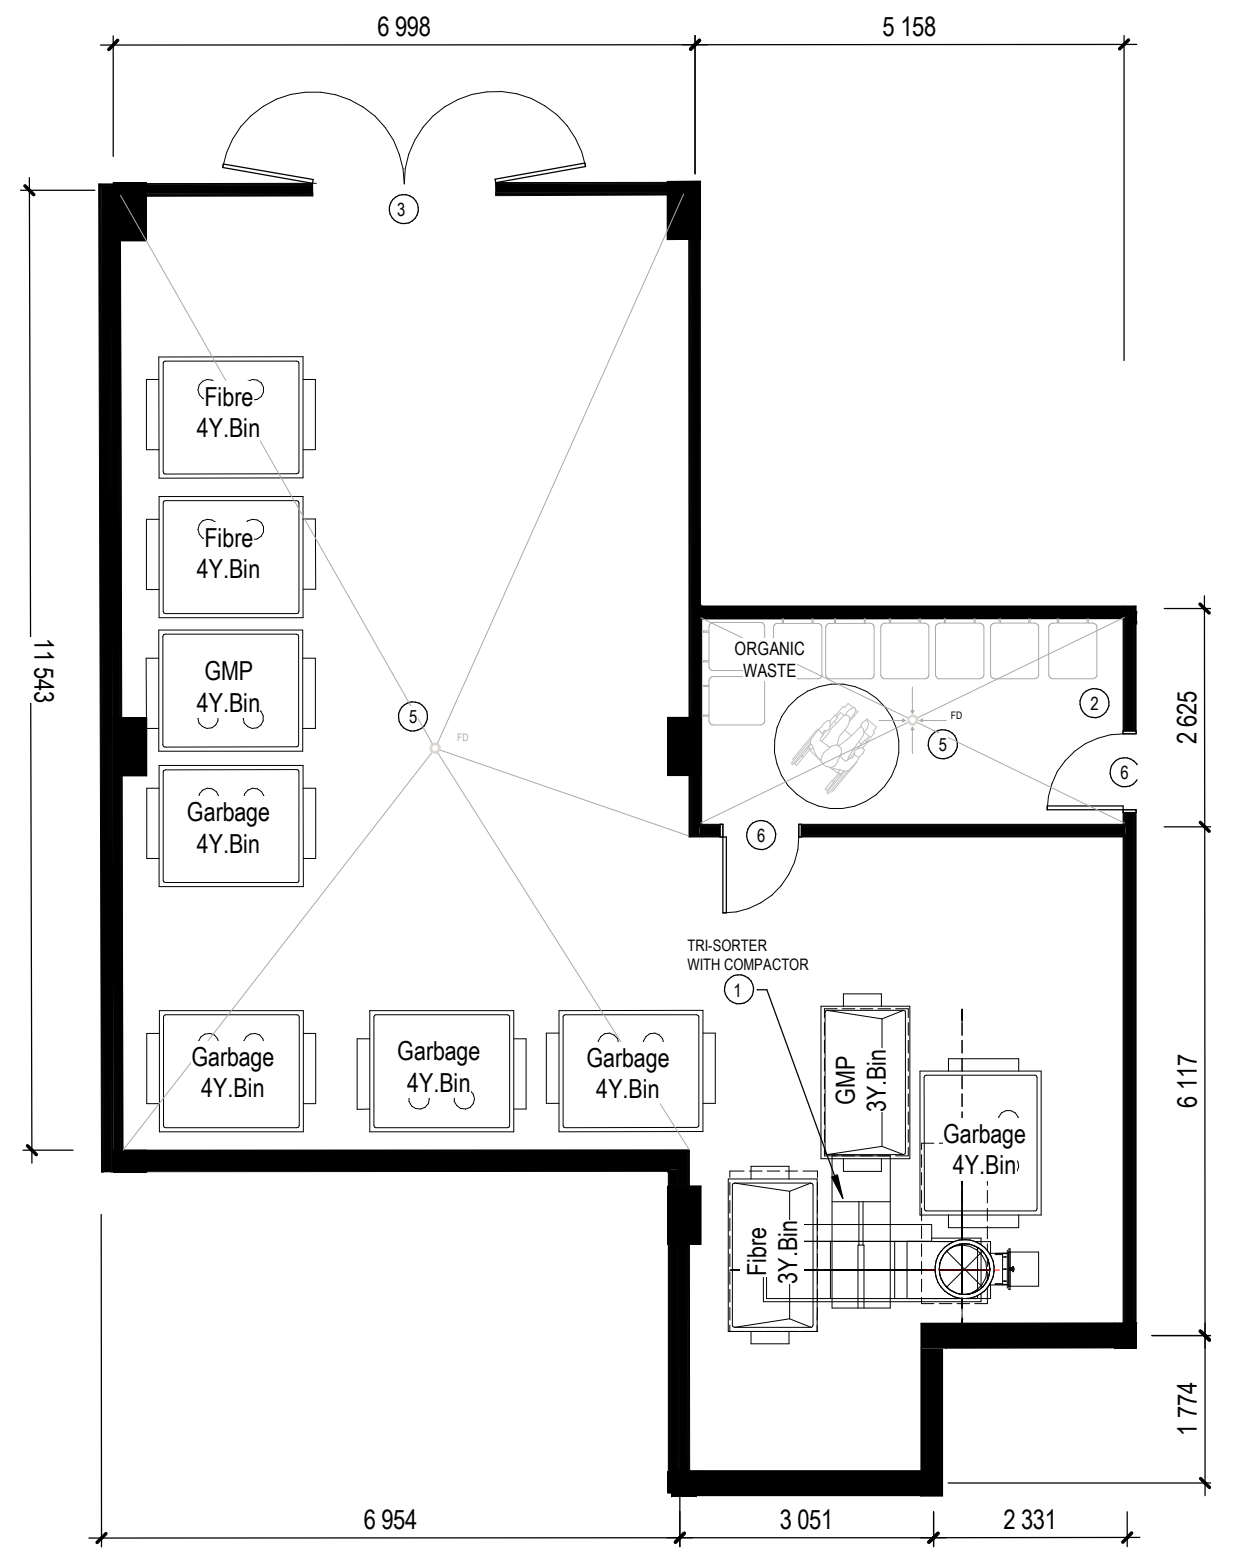 6 998
5 158
3
Fibre
4Y.Bin
Fibre
4Y.Bin
11 543
GMP
4Y.Bin
ORGANIC
WASTE
2
2 625
5
FD
FD
5
6
6
Garbage
4Y.Bin
TRI-SORTER
WITH COMPACTOR
1
Garbage
4Y.Bin
Garbage
4Y.Bin
Garbage
4Y.Bin
GMP
3Y.Bin
6 117
Garbage
4Y.Bin
Fibre
3Y.Bin
1 774
6 954
3 051
2 331